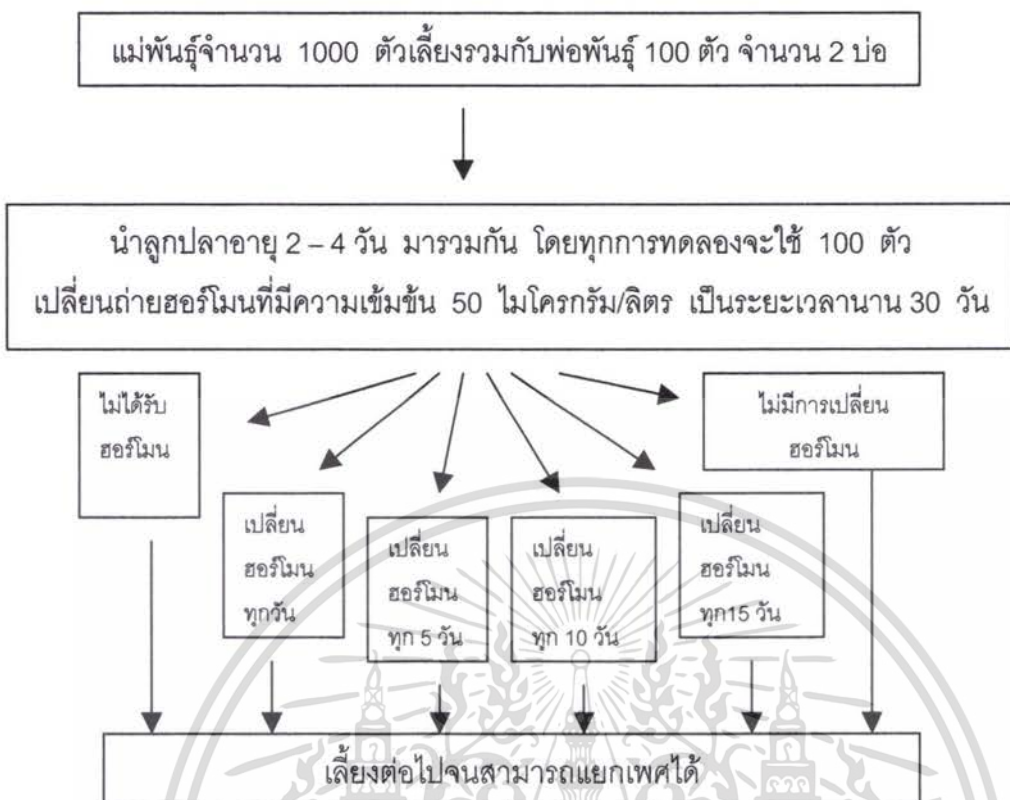 แม่พันธุ์จำนวน 1000 ตัวเลี้ยงรวมกับพ่อพันธุ์ 100 ตัว จำนวน 2 บ่อ
นำลูกปลาอายุ 2 – 4 วัน มารวมกัน โดยทุกการทดลองจะใช้ 100 ตัว
เปลี่ยนถ่ายฮอร์โมนที่มีความเข้มข้น 50 ไมโครกรัม/ลิตร เป็นระยะเวลานาน 30 วัน
ไม่ได้รับ
ฮอร์โมน
เปลี่ยน
ฮอร์โมน
ทุกวัน
เปลี่ยน
ฮอร์โมน
ทุก 5 วัน
เปลี่ยน
ฮอร์โมน
ทุก 10 วัน
เปลี่ยน
ฮอร์โมน
ทุก15 วัน
ไม่มีการเปลี่ยน
ฮอร์โมน
เลี้ยงต่อไปจนสามารถแยกเพศได้